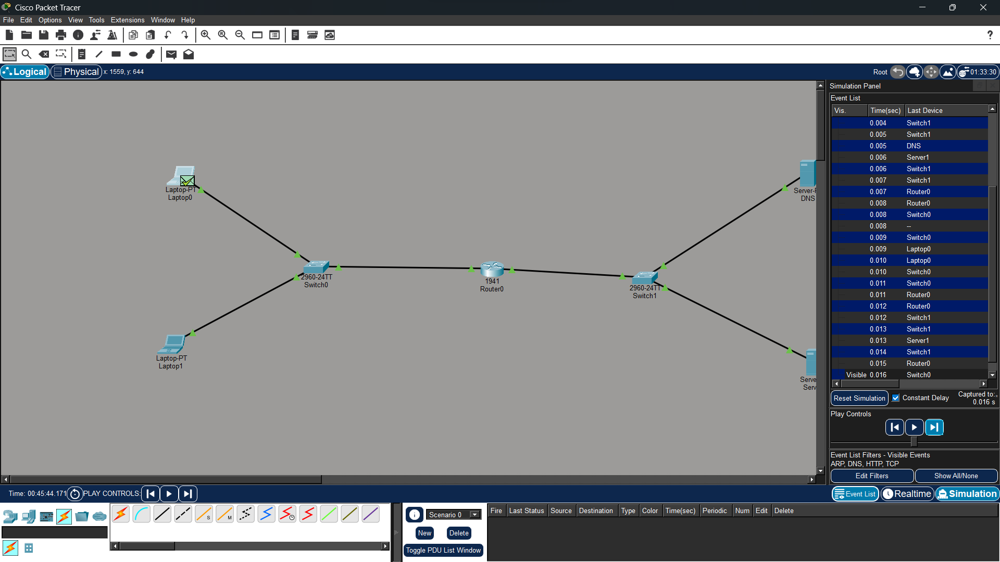 Cisco Packet Tracer
File Edit Options View Tools Extensions Window Help
?
Logical Physical x: 1559, y: 644 Root 01:33:30
Simulation Panel
Event List
Vis. Time(sec) Last Device
0.004 Switch1
0.005 Switch1
0.005 DNS
0.006 Server1
0.006 Switch1
0.007 Switch1
0.007 Router0
0.008 Router0
0.008 Switch0
0.008 --
0.009 Switch0
0.009 Laptop0
0.010 Laptop0
0.010 Switch0
0.011 Switch0
0.011 Router0
0.012 Router0
0.012 Switch1
0.013 Switch1
0.013 Server1
0.014 Switch1
0.015 Router0
Visible 0.016 Switch0
Reset Simulation Constant Delay Captured to:*
0.016 s
Play Controls
Event List Filters - Visible Events
ARP, DNS, HTTP, TCP
Edit Filters Show All/None
Event List Realtime Simulation
Laptop-PT
Laptop0
Laptop-PT
Laptop1
2960-24TT
Switch0
1941
Router0
2960-24TT
Switch1
Server-
DNS
Serve
Serv
Time: 00:45:44.171 PLAY CONTROLS:
S
M
Scenario 0
New Delete
Toggle PDU List Window
Fire Last Status Source Destination Type Color Time(sec) Periodic Num Edit Delete